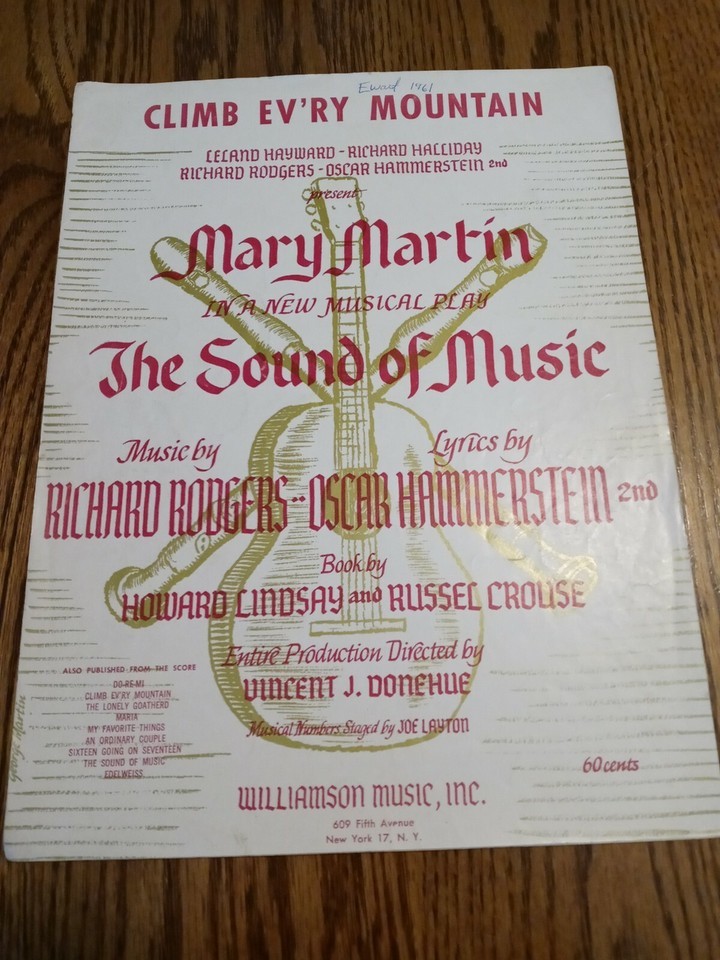 Eward 1961
CLIMB EV'RY MOUNTAIN
LELAND HAYWARD - RICHARD HALLIDAY
RICHARD RODGERS - OSCAR HAMMERSTEIN 2nd
present
Mary Martin
IN A NEW MUSICAL PLAY
The Sound of Music
Music by
Lyrics by
RICHARD RODGERS - OSCAR HAMMERSTEIN 2nd
Book by
HOWARD LINDSAY and RUSSEL CROUSE
Entire Production Directed by
VINCENT J. DONEHUE
Musical Numbers Staged by JOE LAYTON
ALSO PUBLISHED FROM THE SCORE
DO-RE-MI
CLIMB EV'RY MOUNTAIN
THE LONELY GOATHERD
MARIA
MY FAVORITE THINGS
AN ORDINARY COUPLE
SIXTEEN GOING ON SEVENTEEN
THE SOUND OF MUSIC
EDELWEISS
george Martin
60 cents
WILLIAMSON MUSIC, INC.
609 Fifth Avenue
New York 17, N. Y.